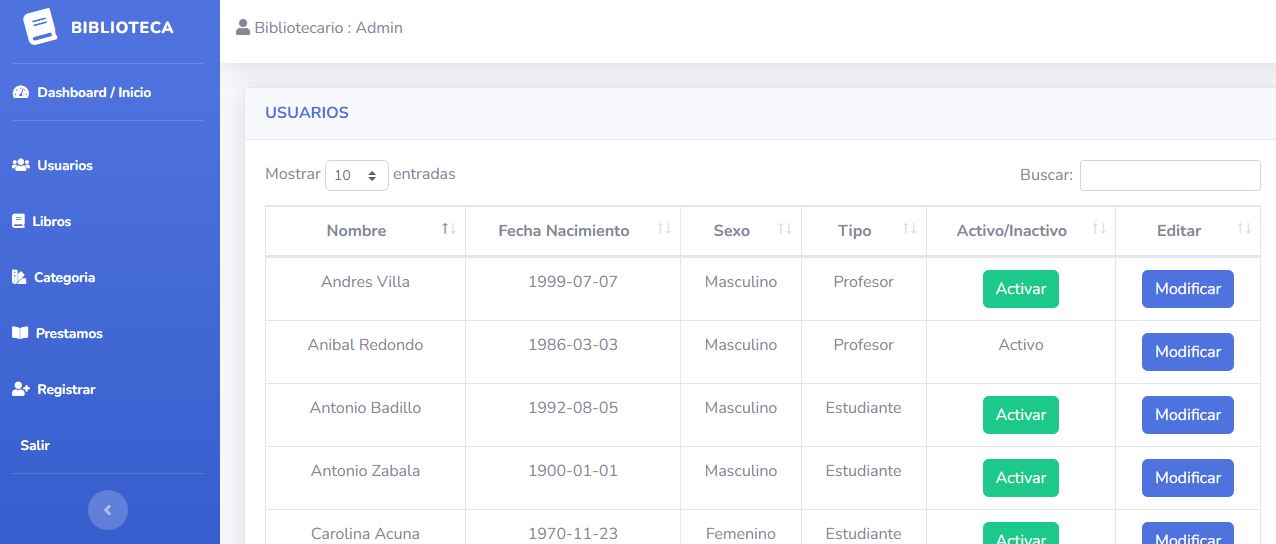 BIBLIOTECA
Dashboard / Inicio
Usuarios
Libros
Categoria
Prestamos
Registrar
Salir
Bibliotecario : Admin
USUARIOS
Mostrar 10 entradas Buscar:
Nombre Fecha Nacimiento Sexo Tipo Activo/Inactivo Editar
Andres Villa 1999-07-07 Masculino Profesor Activar Modificar
Anibal Redondo 1986-03-03 Masculino Profesor Activo Modificar
Antonio Badillo 1992-08-05 Masculino Estudiante Activar Modificar
Antonio Zabala 1900-01-01 Masculino Estudiante Activar Modificar
Carolina Acuna 1970-11-23 Femenino Estudiante Activar Modificar